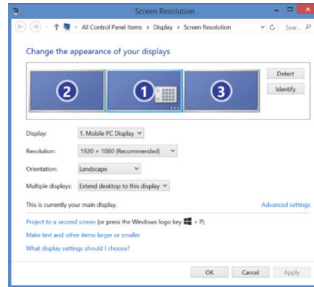 Screen Resolution
All Control Panel Items Display Screen Resolution
Sear...
Change the appearance of your displays
2
1
3
Detect
Identify
Display: 1. Mobile PC Display
Resolution: 1920 × 1080 (Recommended)
Orientation: Landscape
Multiple displays: Extend desktop to this display
This is currently your main display.
Advanced settings
Project to a second screen (or press the Windows logo key + P)
Make text and other items larger or smaller
What display settings should I choose?
OK Cancel Apply